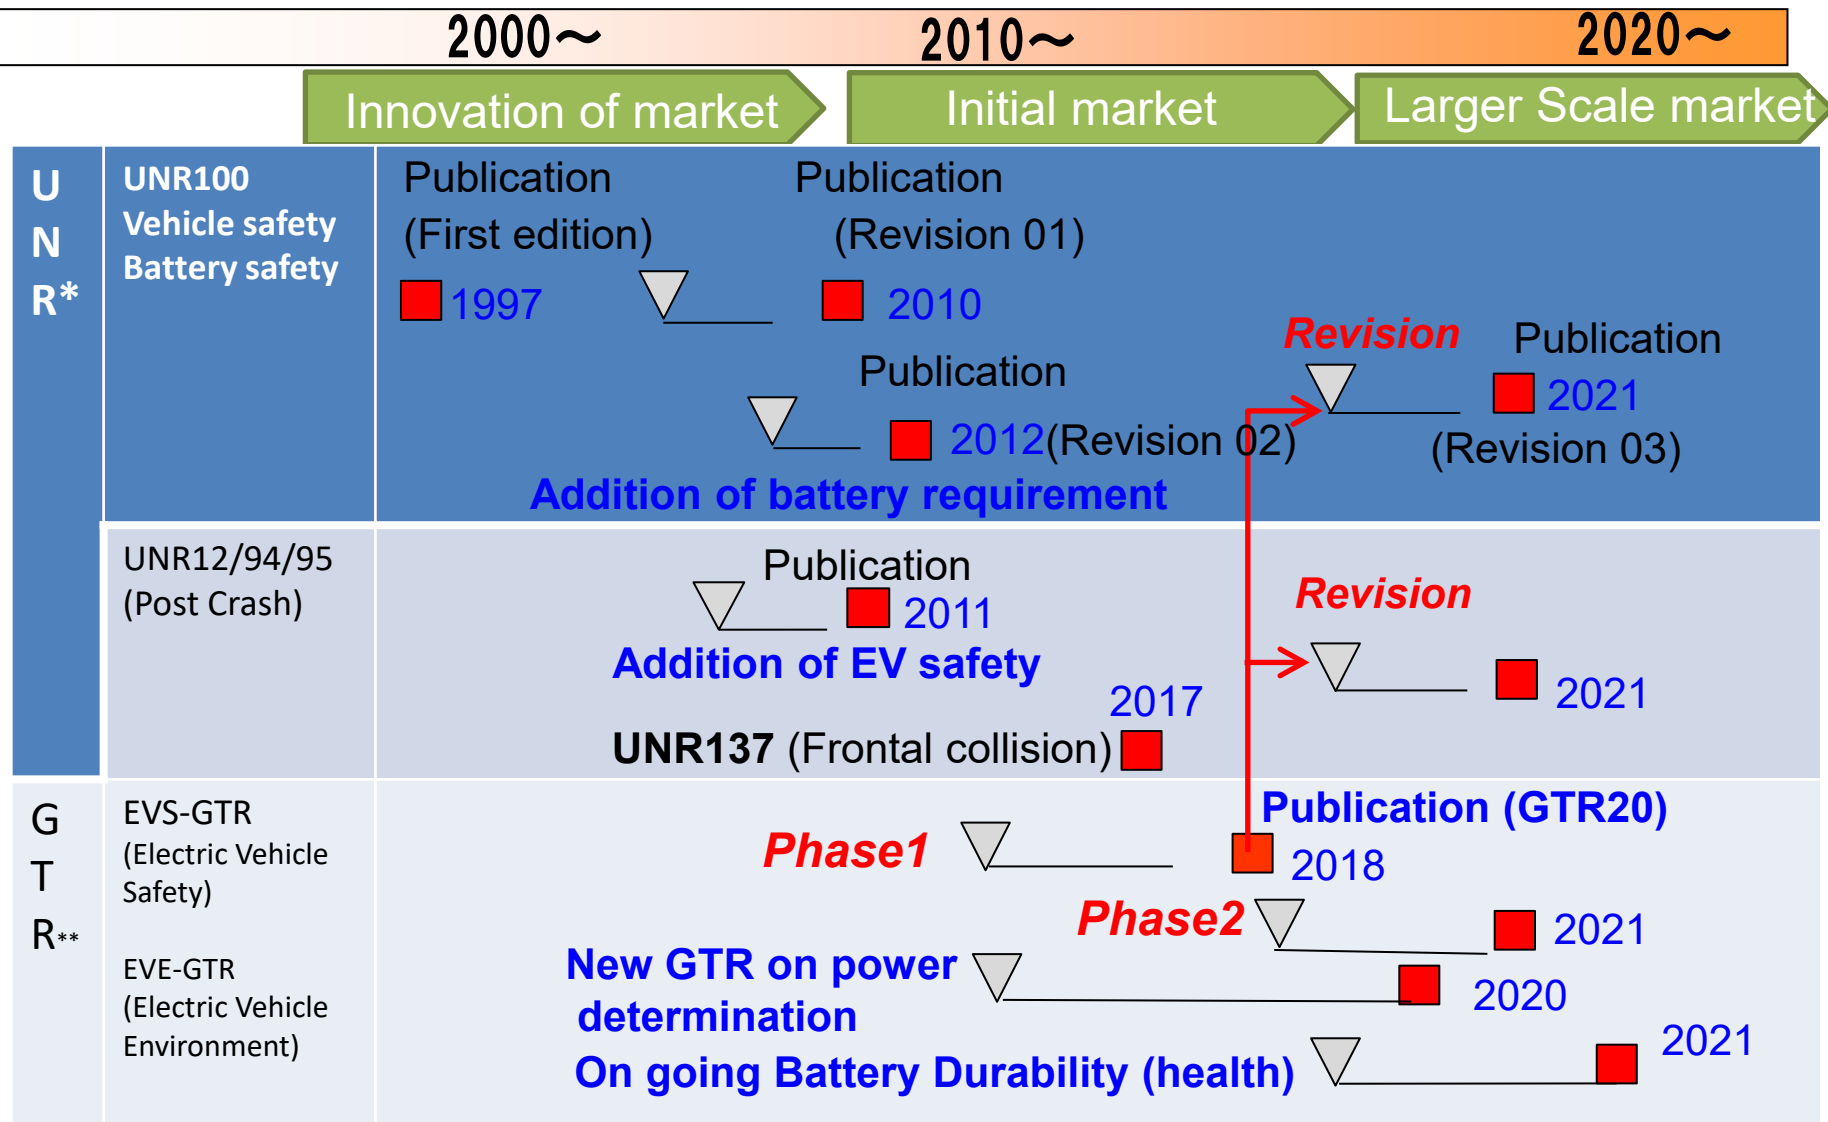 2000～
2010～
2020～
Innovation of market
Initial market
Larger Scale market
U
N
R*
UNR100
Vehicle safety
Battery safety
Publication
(First edition)
1997
Publication
(Revision 01)
2010
Publication
2012(Revision 02)
Addition of battery requirement
Revision
Publication
2021
(Revision 03)
UNR12/94/95
(Post Crash)
Publication
2011
Addition of EV safety
2017
UNR137 (Frontal collision)
Revision
2021
G
T
R**
EVS-GTR
(Electric Vehicle
Safety)
Phase1
Publication (GTR20)
2018
Phase2
2021
EVE-GTR
(Electric Vehicle
Environment)
New GTR on power
determination
2020
On going Battery Durability (health)
2021